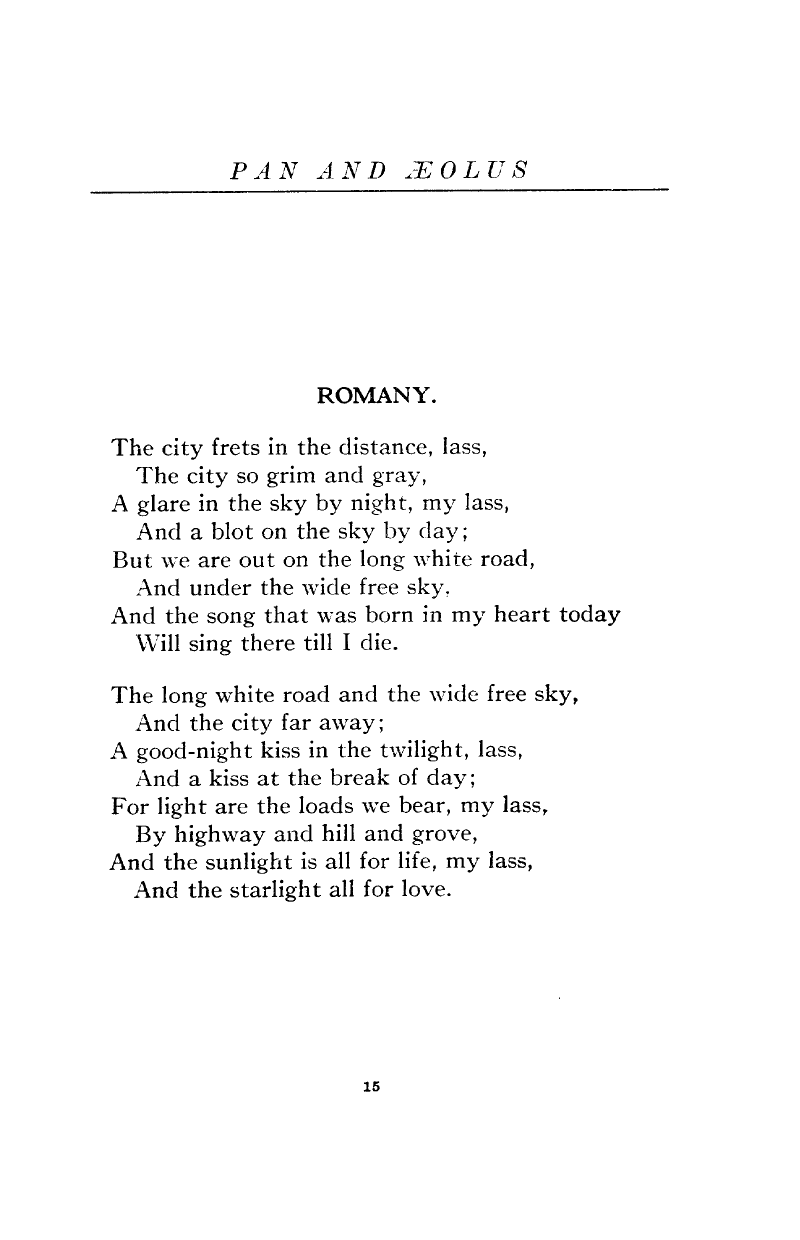 PAN AND ÆOLUS
ROMANY.
The city frets in the distance, lass,
The city so grim and gray,
A glare in the sky by night, my lass,
And a blot on the sky by day;
But we are out on the long white road,
And under the wide free sky.
And the song that was born in my heart today
Will sing there till I die.
The long white road and the wide free sky,
And the city far away;
A good-night kiss in the twilight, lass,
And a kiss at the break of day;
For light are the loads we bear, my lass,
By highway and hill and grove,
And the sunlight is all for life, my lass,
And the starlight all for love.
15